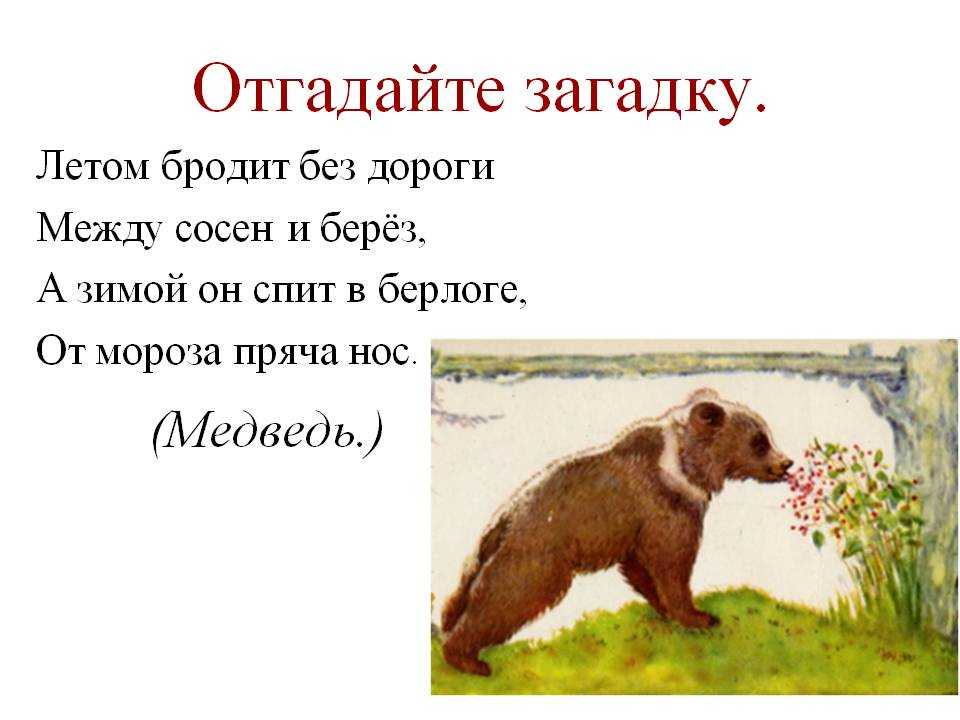 Отгадайте загадку.
Летом бродит без дороги
Между сосен и берёз,
А зимой он спит в берлоге,
От мороза пряча нос.
(Медведь.)